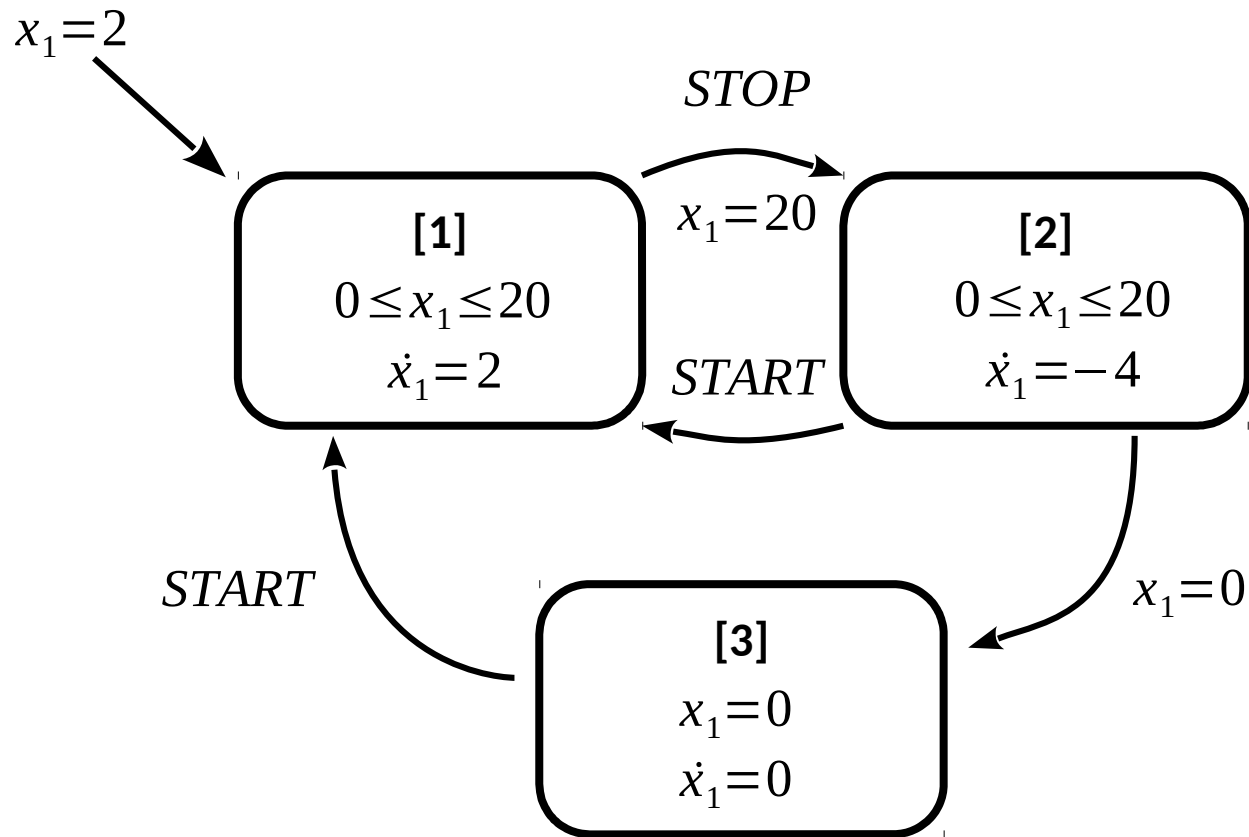 x₁=2
STOP
x₁=20
[1]
0≤x₁≤20
ẋ₁=2
[2]
0≤x₁≤20
ẋ₁=−4
START
START
x₁=0
[3]
x₁=0
ẋ₁=0